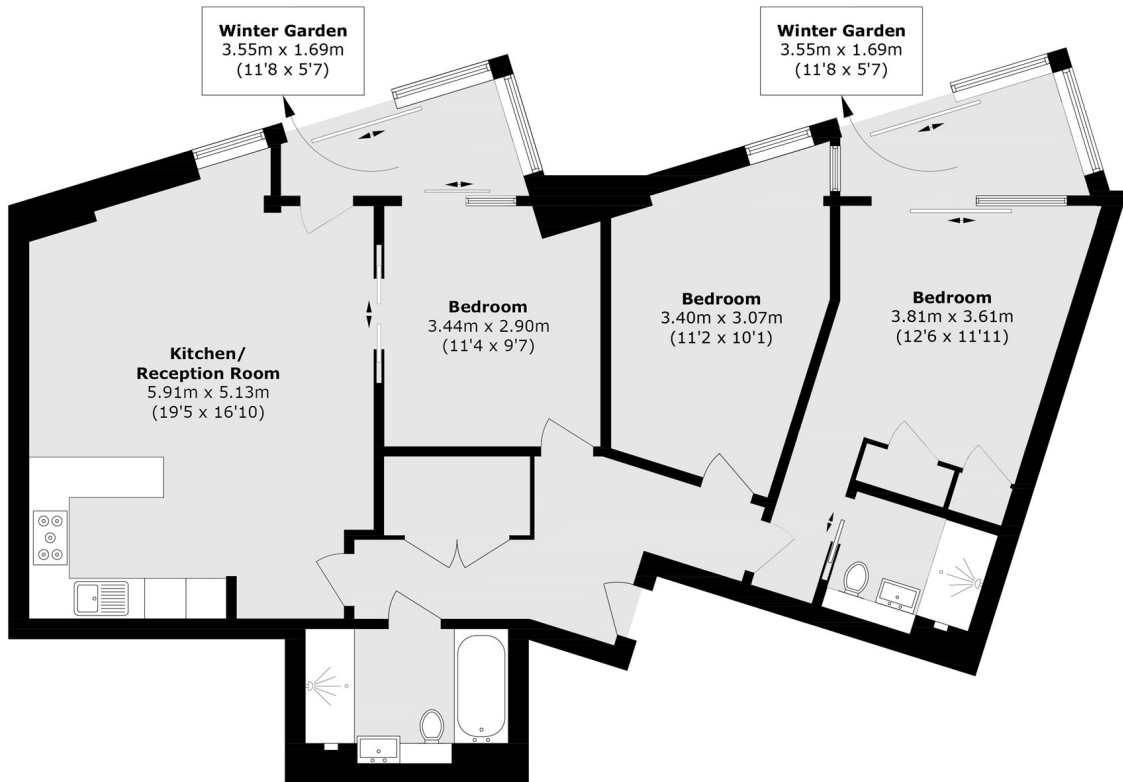 Winter Garden
3.55m x 1.69m
(11'8 x 5'7)
Winter Garden
3.55m x 1.69m
(11'8 x 5'7)
Kitchen/
Reception Room
5.91m x 5.13m
(19'5 x 16'10)
Bedroom
3.44m x 2.90m
(11'4 x 9'7)
Bedroom
3.40m x 3.07m
(11'2 x 10'1)
Bedroom
3.81m x 3.61m
(12'6 x 11'11)